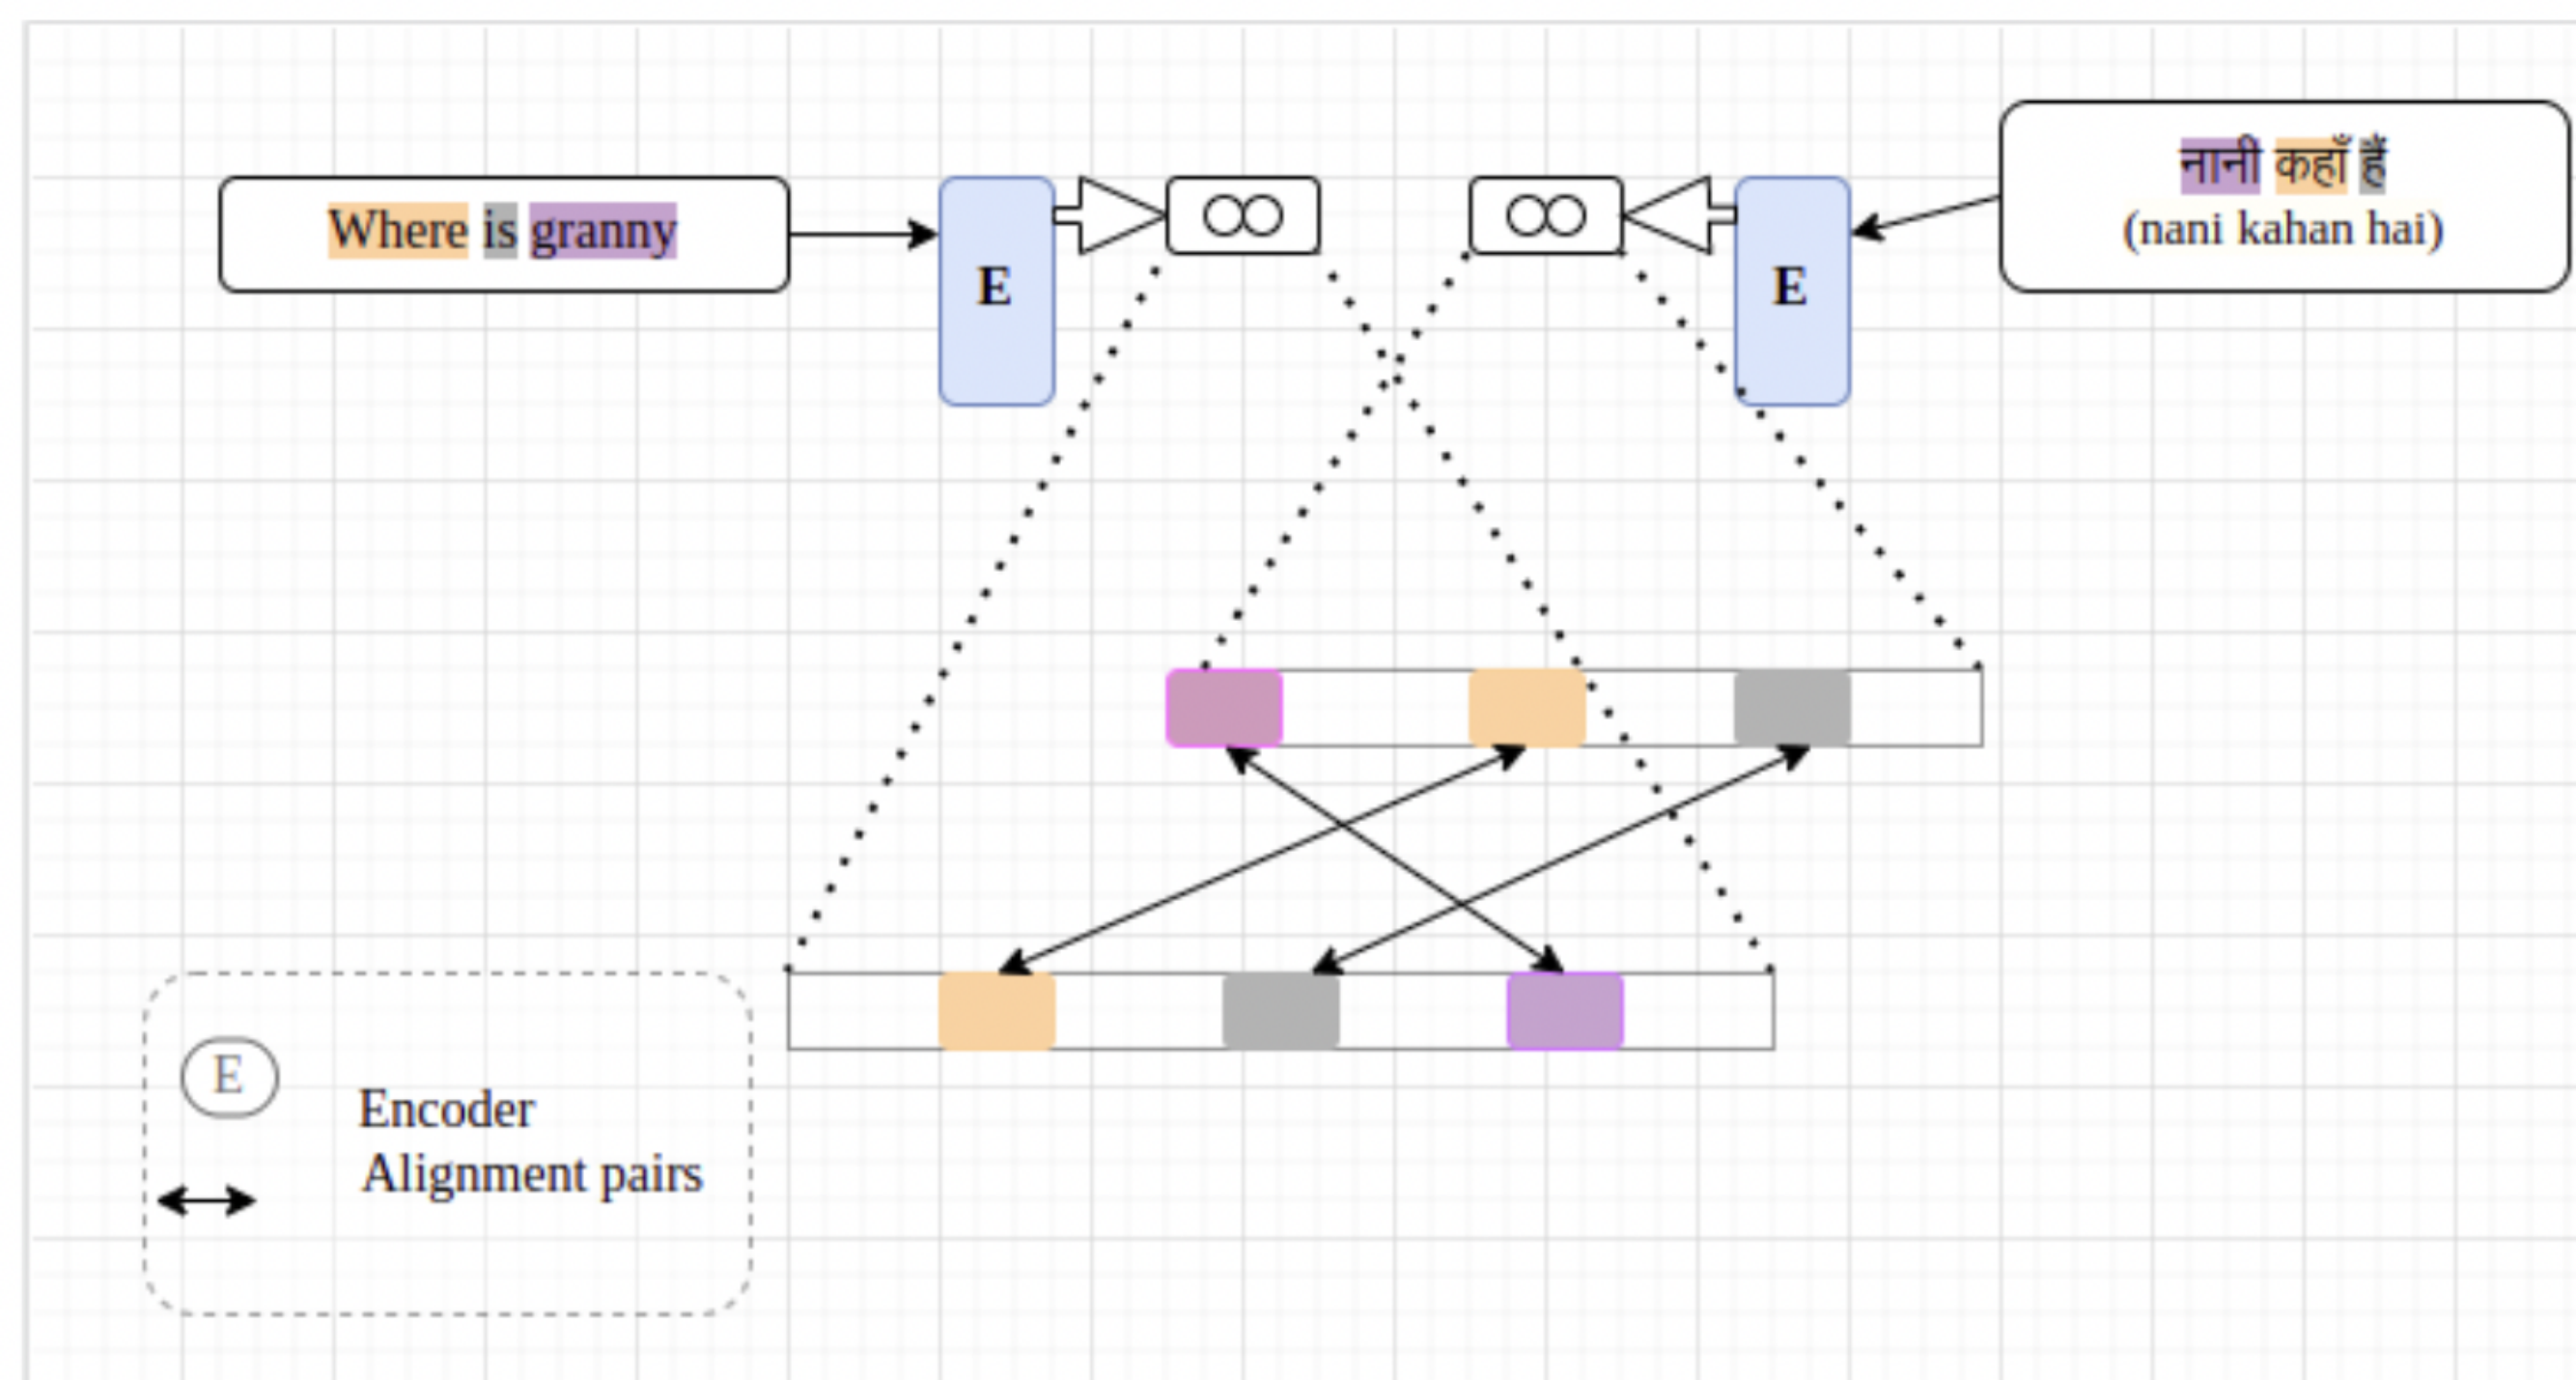 Where is granny
E
E
नानी कहाँ हैं
(nani kahan hai)
E
Encoder
Alignment pairs